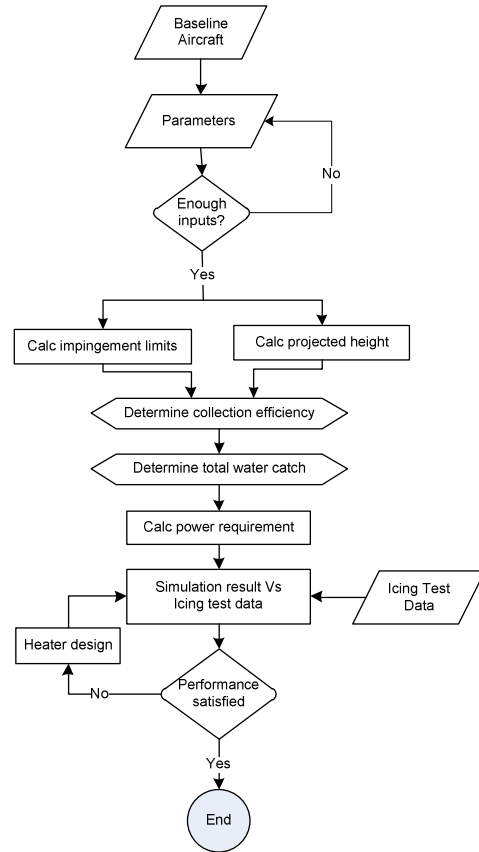 Baseline
Aircraft
Parameters
No
Enough
inputs?
Yes
Calc impingement limits
Calc projected height
Determine collection efficiency
Determine total water catch
Calc power requirement
Simulation result Vs
Icing test data
Icing Test
Data
Heater design
Performance
satisfied
No
Yes
End